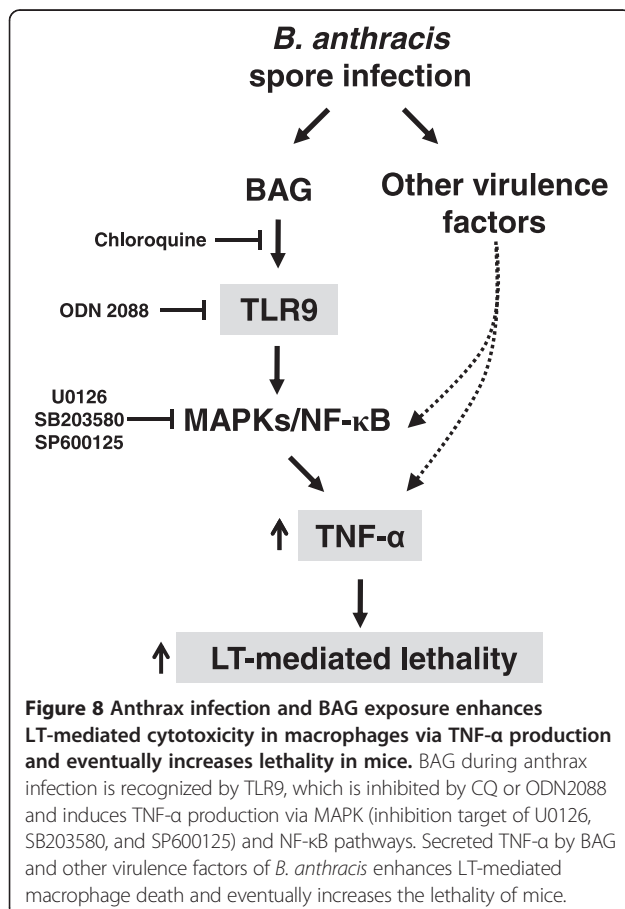 B. anthracis
spore infection
BAG
Other virulence
factors
Chloroquine
ODN 2088
TLR9
U0126
SB203580
SP600125
MAPKs/NF-κB
TNF-α
LT-mediated lethality
Figure 8 Anthrax infection and BAG exposure enhances
LT-mediated cytotoxicity in macrophages via TNF-α production
and eventually increases lethality in mice. BAG during anthrax
infection is recognized by TLR9, which is inhibited by CQ or ODN2088
and induces TNF-α production via MAPK (inhibition target of U0126,
SB203580, and SP600125) and NF-κB pathways. Secreted TNF-α by BAG
and other virulence factors of B. anthracis enhances LT-mediated
macrophage death and eventually increases the lethality of mice.